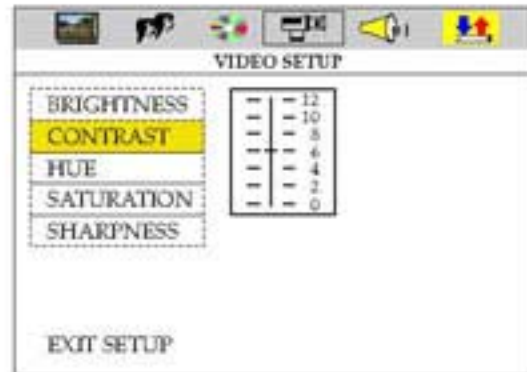 VIDEO SETUP
BRIGHTNESS
CONTRAST
HUE
SATURATION
SHARPNESS
12
10
8
6
4
2
0
EXIT SETUP